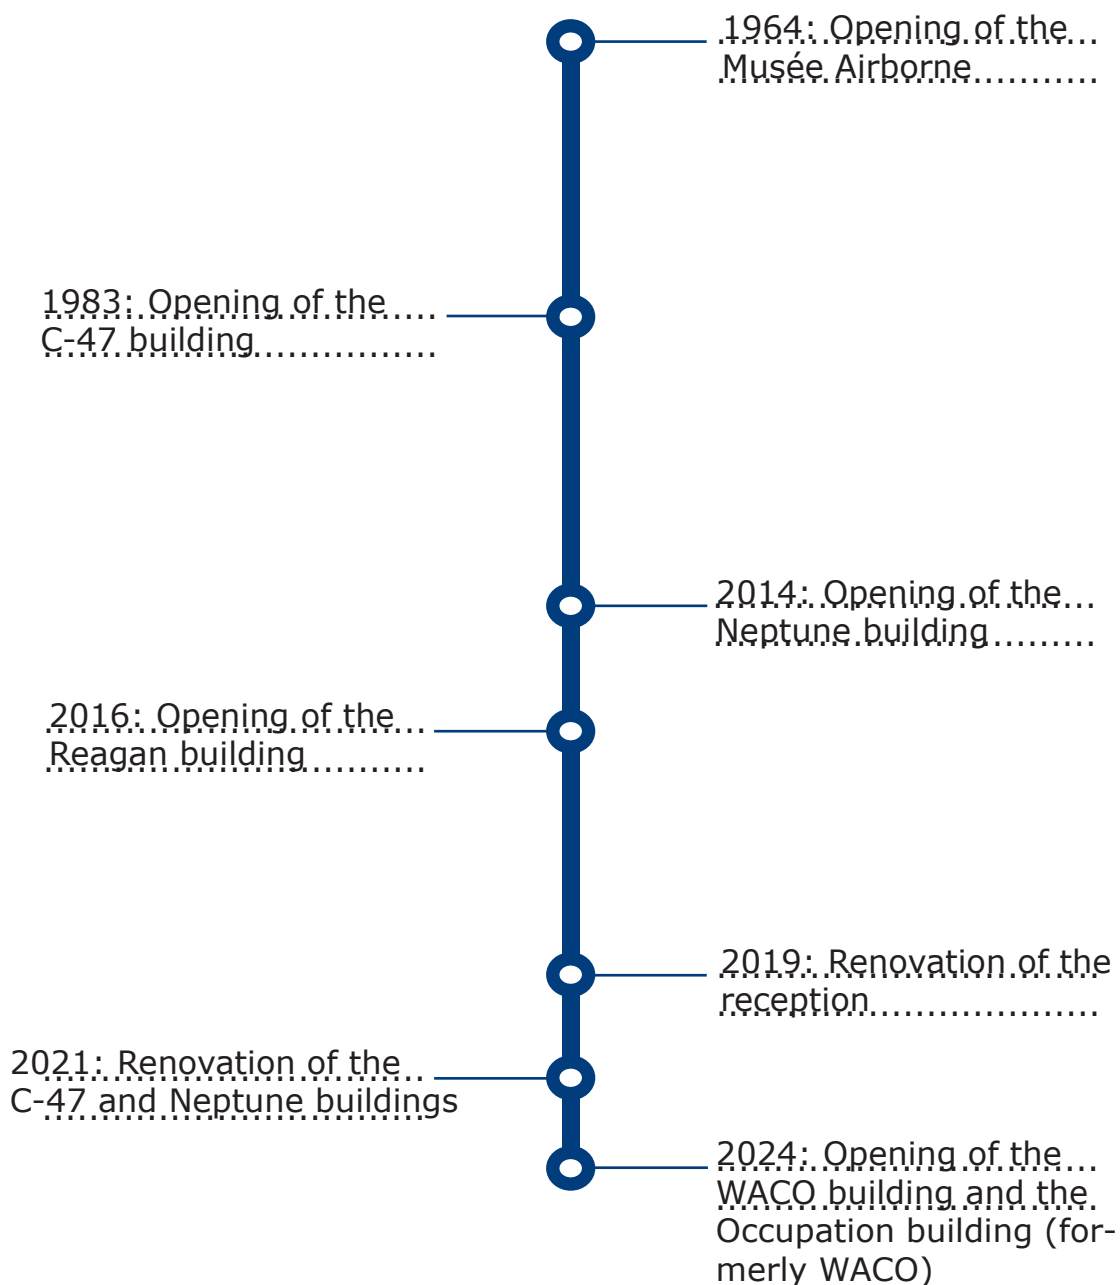 1964: Opening of the
Musée Airborne
1983: Opening of the
C-47 building
2014: Opening of the
Neptune building
2016: Opening of the
Reagan building
2019: Renovation of the
reception
2021: Renovation of the
C-47 and Neptune buildings
2024: Opening of the
WACO building and the
Occupation building (for-
merly WACO)